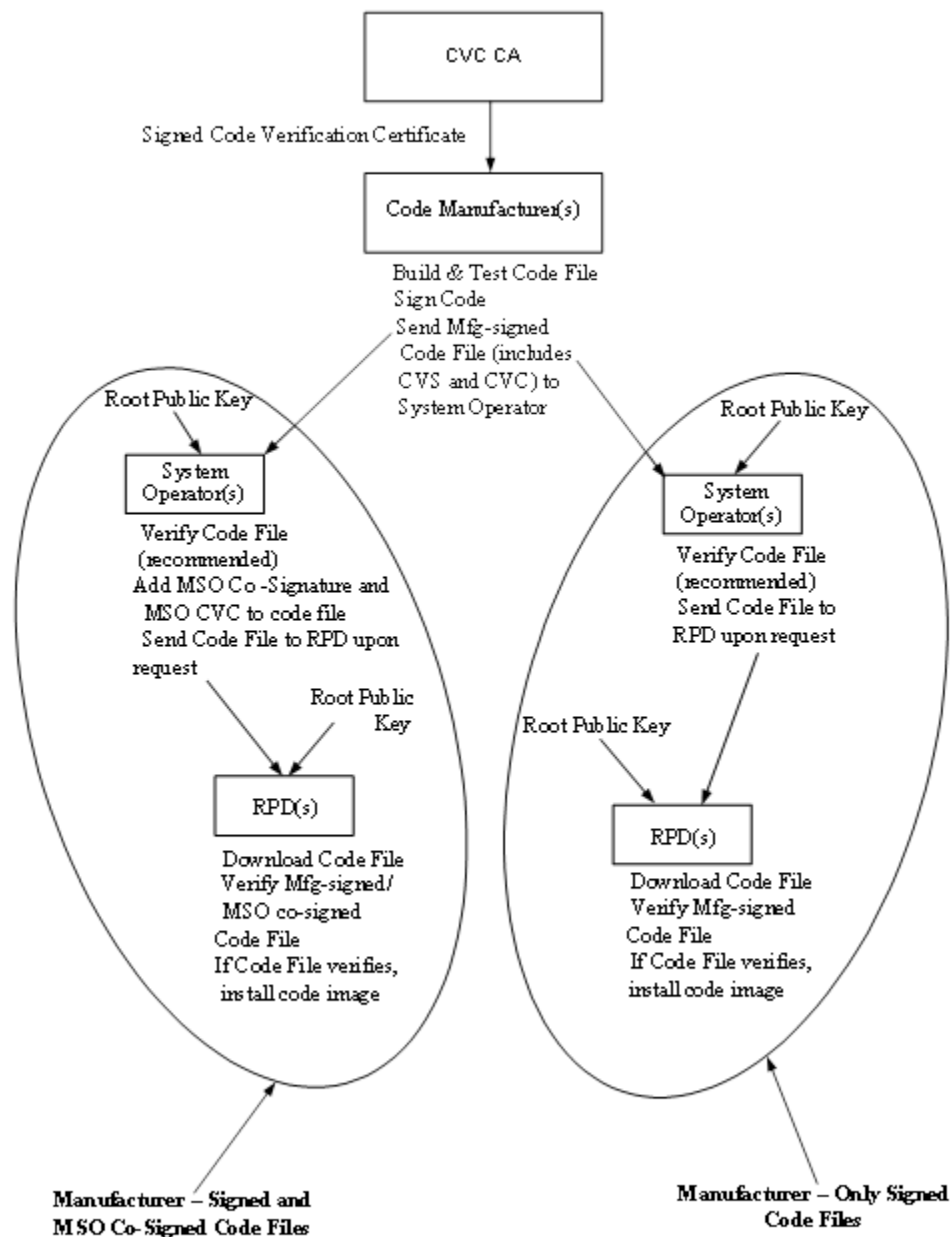 CVC CA
Signed Code Verification Certificate
Code Manufacturer(s)
Build & Test Code File
Sign Code
Send Mfg-signed
Code File (includes
CVS and CVC) to
System Operator
Root Public Key
System
Operator(s)
Verify Code File
(recommended)
Add MSO Co -Signature and
MSO CVC to code file
Send Code File to RPD upon
request
Root Public
Key
RPD(s)
Download Code File
Verify Mfg-signed/
MSO co-signed
Code File
If Code File verifies,
install code image
Root Public Key
System
Operator(s)
Verify Code File
(recommended)
Send Code File to
RPD upon request
Root Public Key
RPD(s)
Download Code File
Verify Mfg-signed
Code File
If Code File verifies,
install code image
Manufacturer – Signed and
MSO Co-Signed Code Files
Manufacturer – Only Signed
Code Files